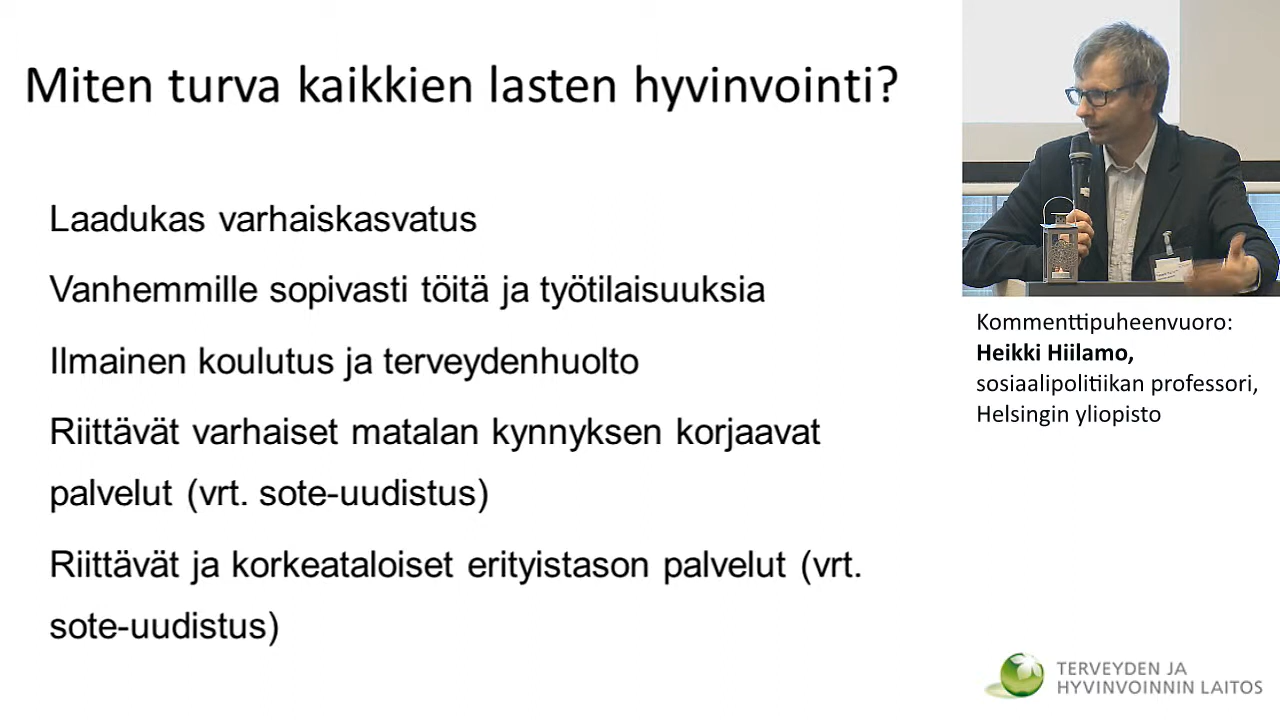 Miten turva kaikkien lasten hyvinvointi?
Laadukas varhaiskasvatus
Vanhemmille sopivasti töitä ja työtilaisuuksia
Ilmainen koulutus ja terveydenhuolto
Riittävät varhaiset matalan kynnyksen korjaavat
palvelut (vrt. sote-uudistus)
Riittävät ja korkeataloiset erityistason palvelut (vrt.
sote-uudistus)
Kommenttipuheenvuoro:
Heikki Hiilamo,
sosiaalipolitiikan professori,
Helsingin yliopisto
TERVEYDEN JA
HYVINVOINNIN LAITOS